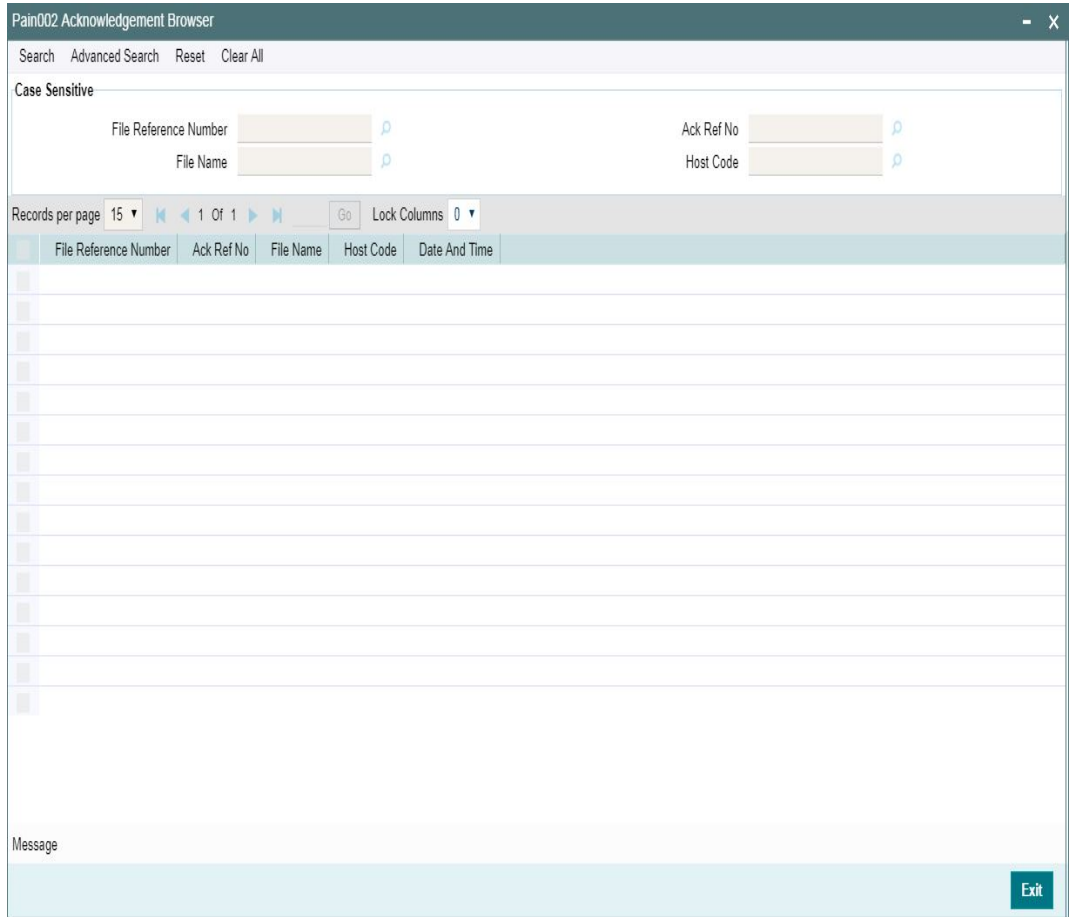 Pain002 Acknowledgement Browser - X
Search Advanced Search Reset Clear All
Case Sensitive
File Reference Number Ack Ref No
File Name Host Code
Records per page 15 1 Of 1 Go Lock Columns 0
File Reference Number Ack Ref No File Name Host Code Date And Time
Message
Exit